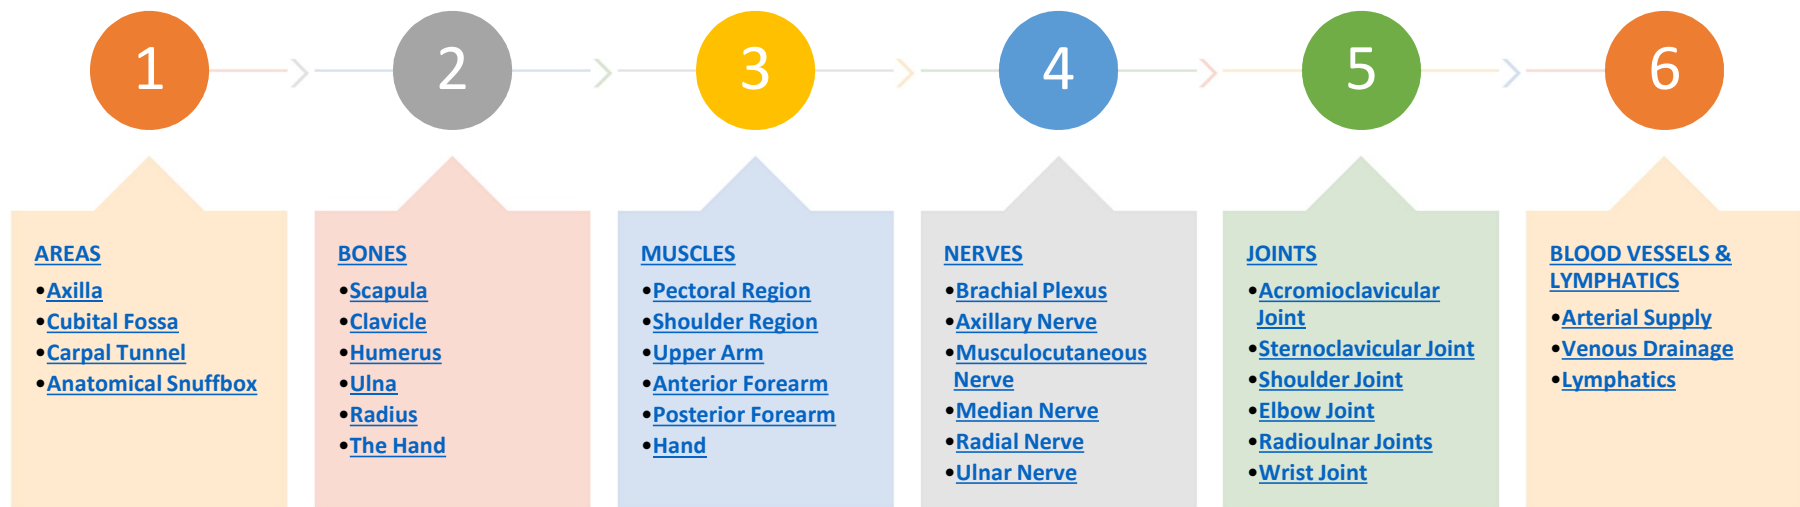 1
2
3
4
5
6
AREAS
•Axilla
•Cubital Fossa
•Carpal Tunnel
•Anatomical Snuffbox
BONES
•Scapula
•Clavicle
•Humerus
•Ulna
•Radius
•The Hand
MUSCLES
•Pectoral Region
•Shoulder Region
•Upper Arm
•Anterior Forearm
•Posterior Forearm
•Hand
NERVES
•Brachial Plexus
•Axillary Nerve
•Musculocutaneous
Nerve
•Median Nerve
•Radial Nerve
•Ulnar Nerve
JOINTS
•Acromioclavicular
Joint
•Sternoclavicular Joint
•Shoulder Joint
•Elbow Joint
•Radioulnar Joints
•Wrist Joint
BLOOD VESSELS &
LYMPHATICS
•Arterial Supply
•Venous Drainage
•Lymphatics